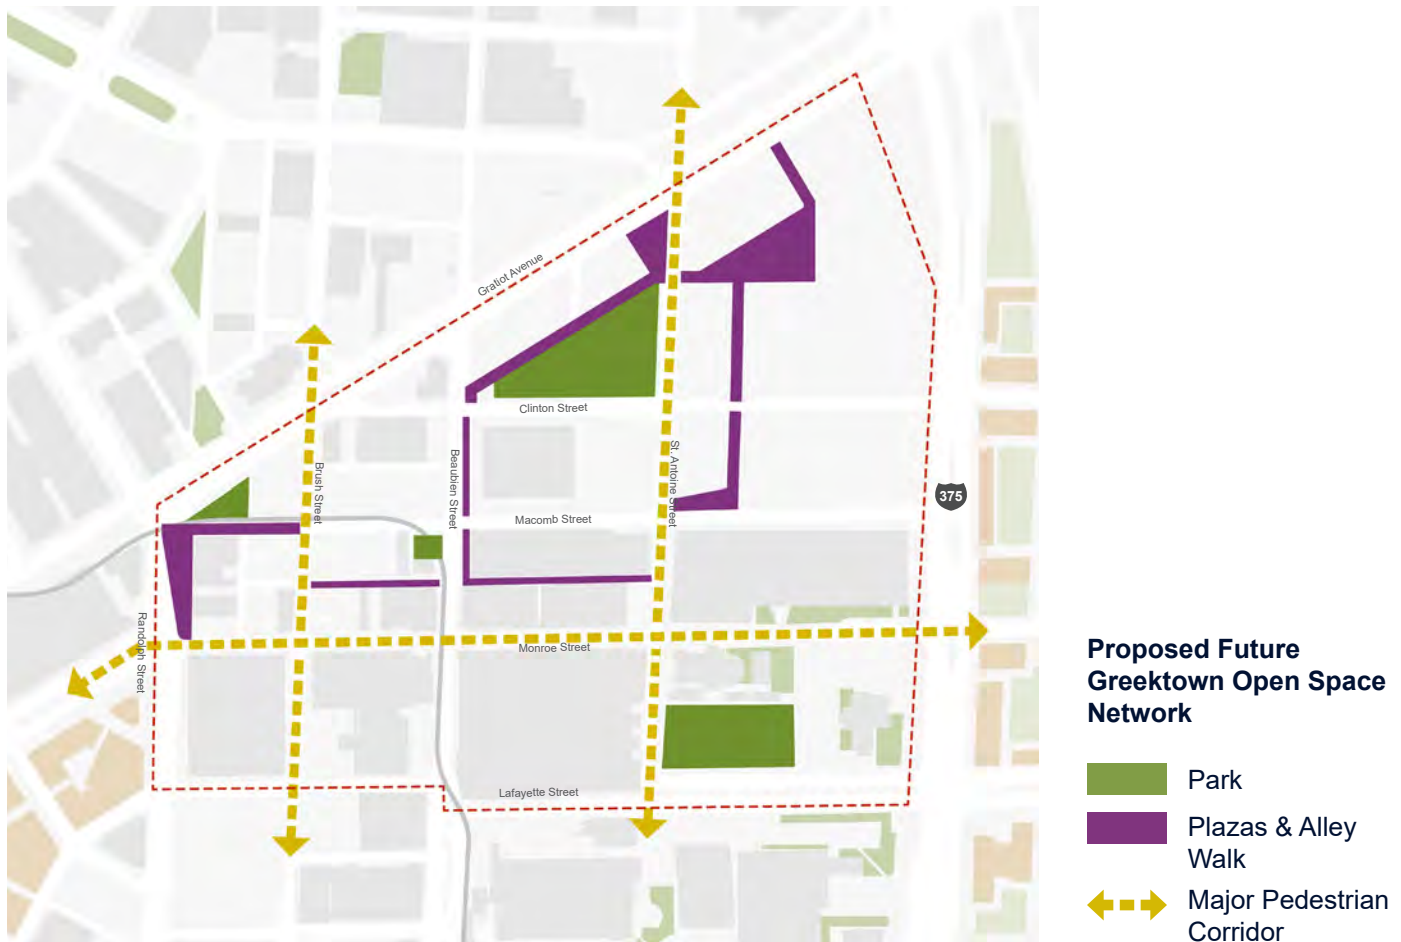 Gratiot Avenue
Clinton Street
Brush Street
Beaubien Street
St. Antoine Street
375
Macomb Street
Randolph Street
Monroe Street
Lafayette Street
Proposed Future
Greektown Open Space
Network
Park
Plazas & Alley
Walk
Major Pedestrian
Corridor